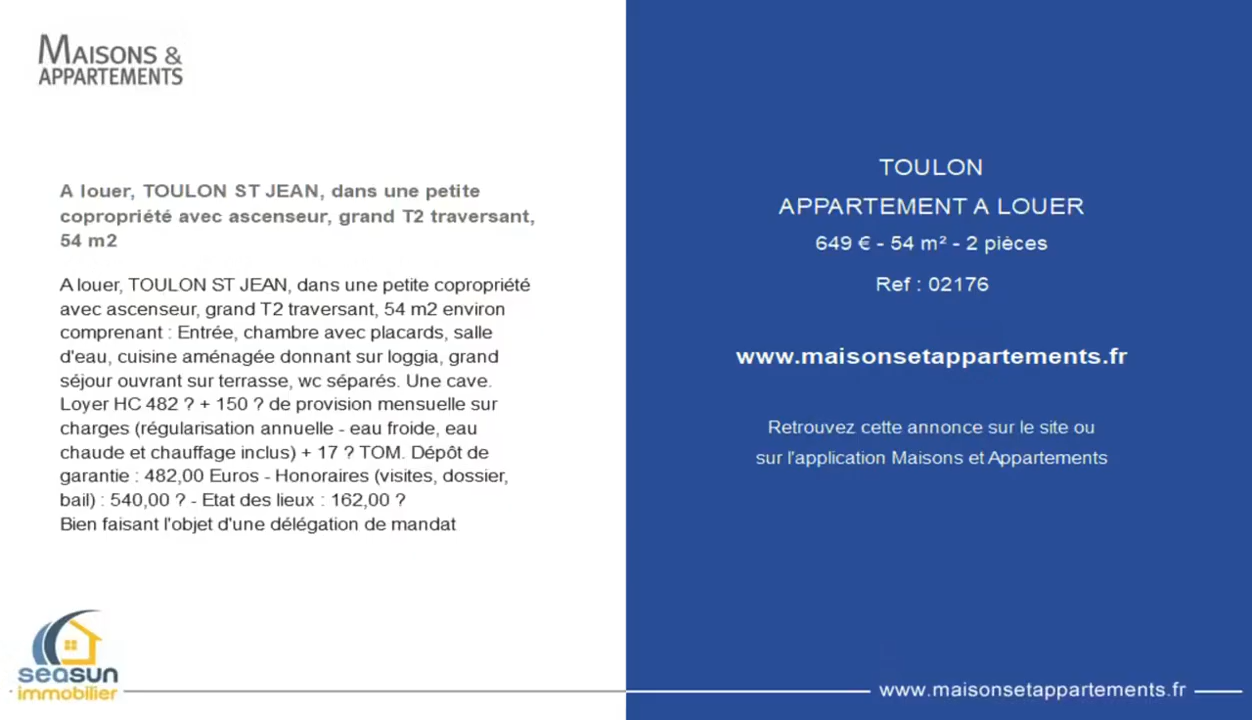 MAISONS &
APPARTEMENTS
A louer, TOULON ST JEAN, dans une petite
copropriété avec ascenseur, grand T2 traversant,
54 m2
A louer, TOULON ST JEAN, dans une petite copropriété
avec ascenseur, grand T2 traversant, 54 m2 environ
comprenant : Entrée, chambre avec placards, salle
d'eau, cuisine aménagée donnant sur loggia, grand
séjour ouvrant sur terrasse, wc séparés. Une cave.
Loyer HC 482 ? + 150 ? de provision mensuelle sur
charges (régularisation annuelle - eau froide, eau
chaude et chauffage inclus) + 17 ? TOM. Dépôt de
garantie : 482,00 Euros - Honoraires (visites, dossier,
bail) : 540,00 ? - Etat des lieux : 162,00 ?
Bien faisant l'objet d'une délégation de mandat
seasun
immobilier
TOULON
APPARTEMENT A LOUER
649 € - 54 m² - 2 pièces
Ref : 02176
www.maisonsetappartements.fr
Retrouvez cette annonce sur le site ou
sur l'application Maisons et Appartements
www.maisonsetappartements.fr